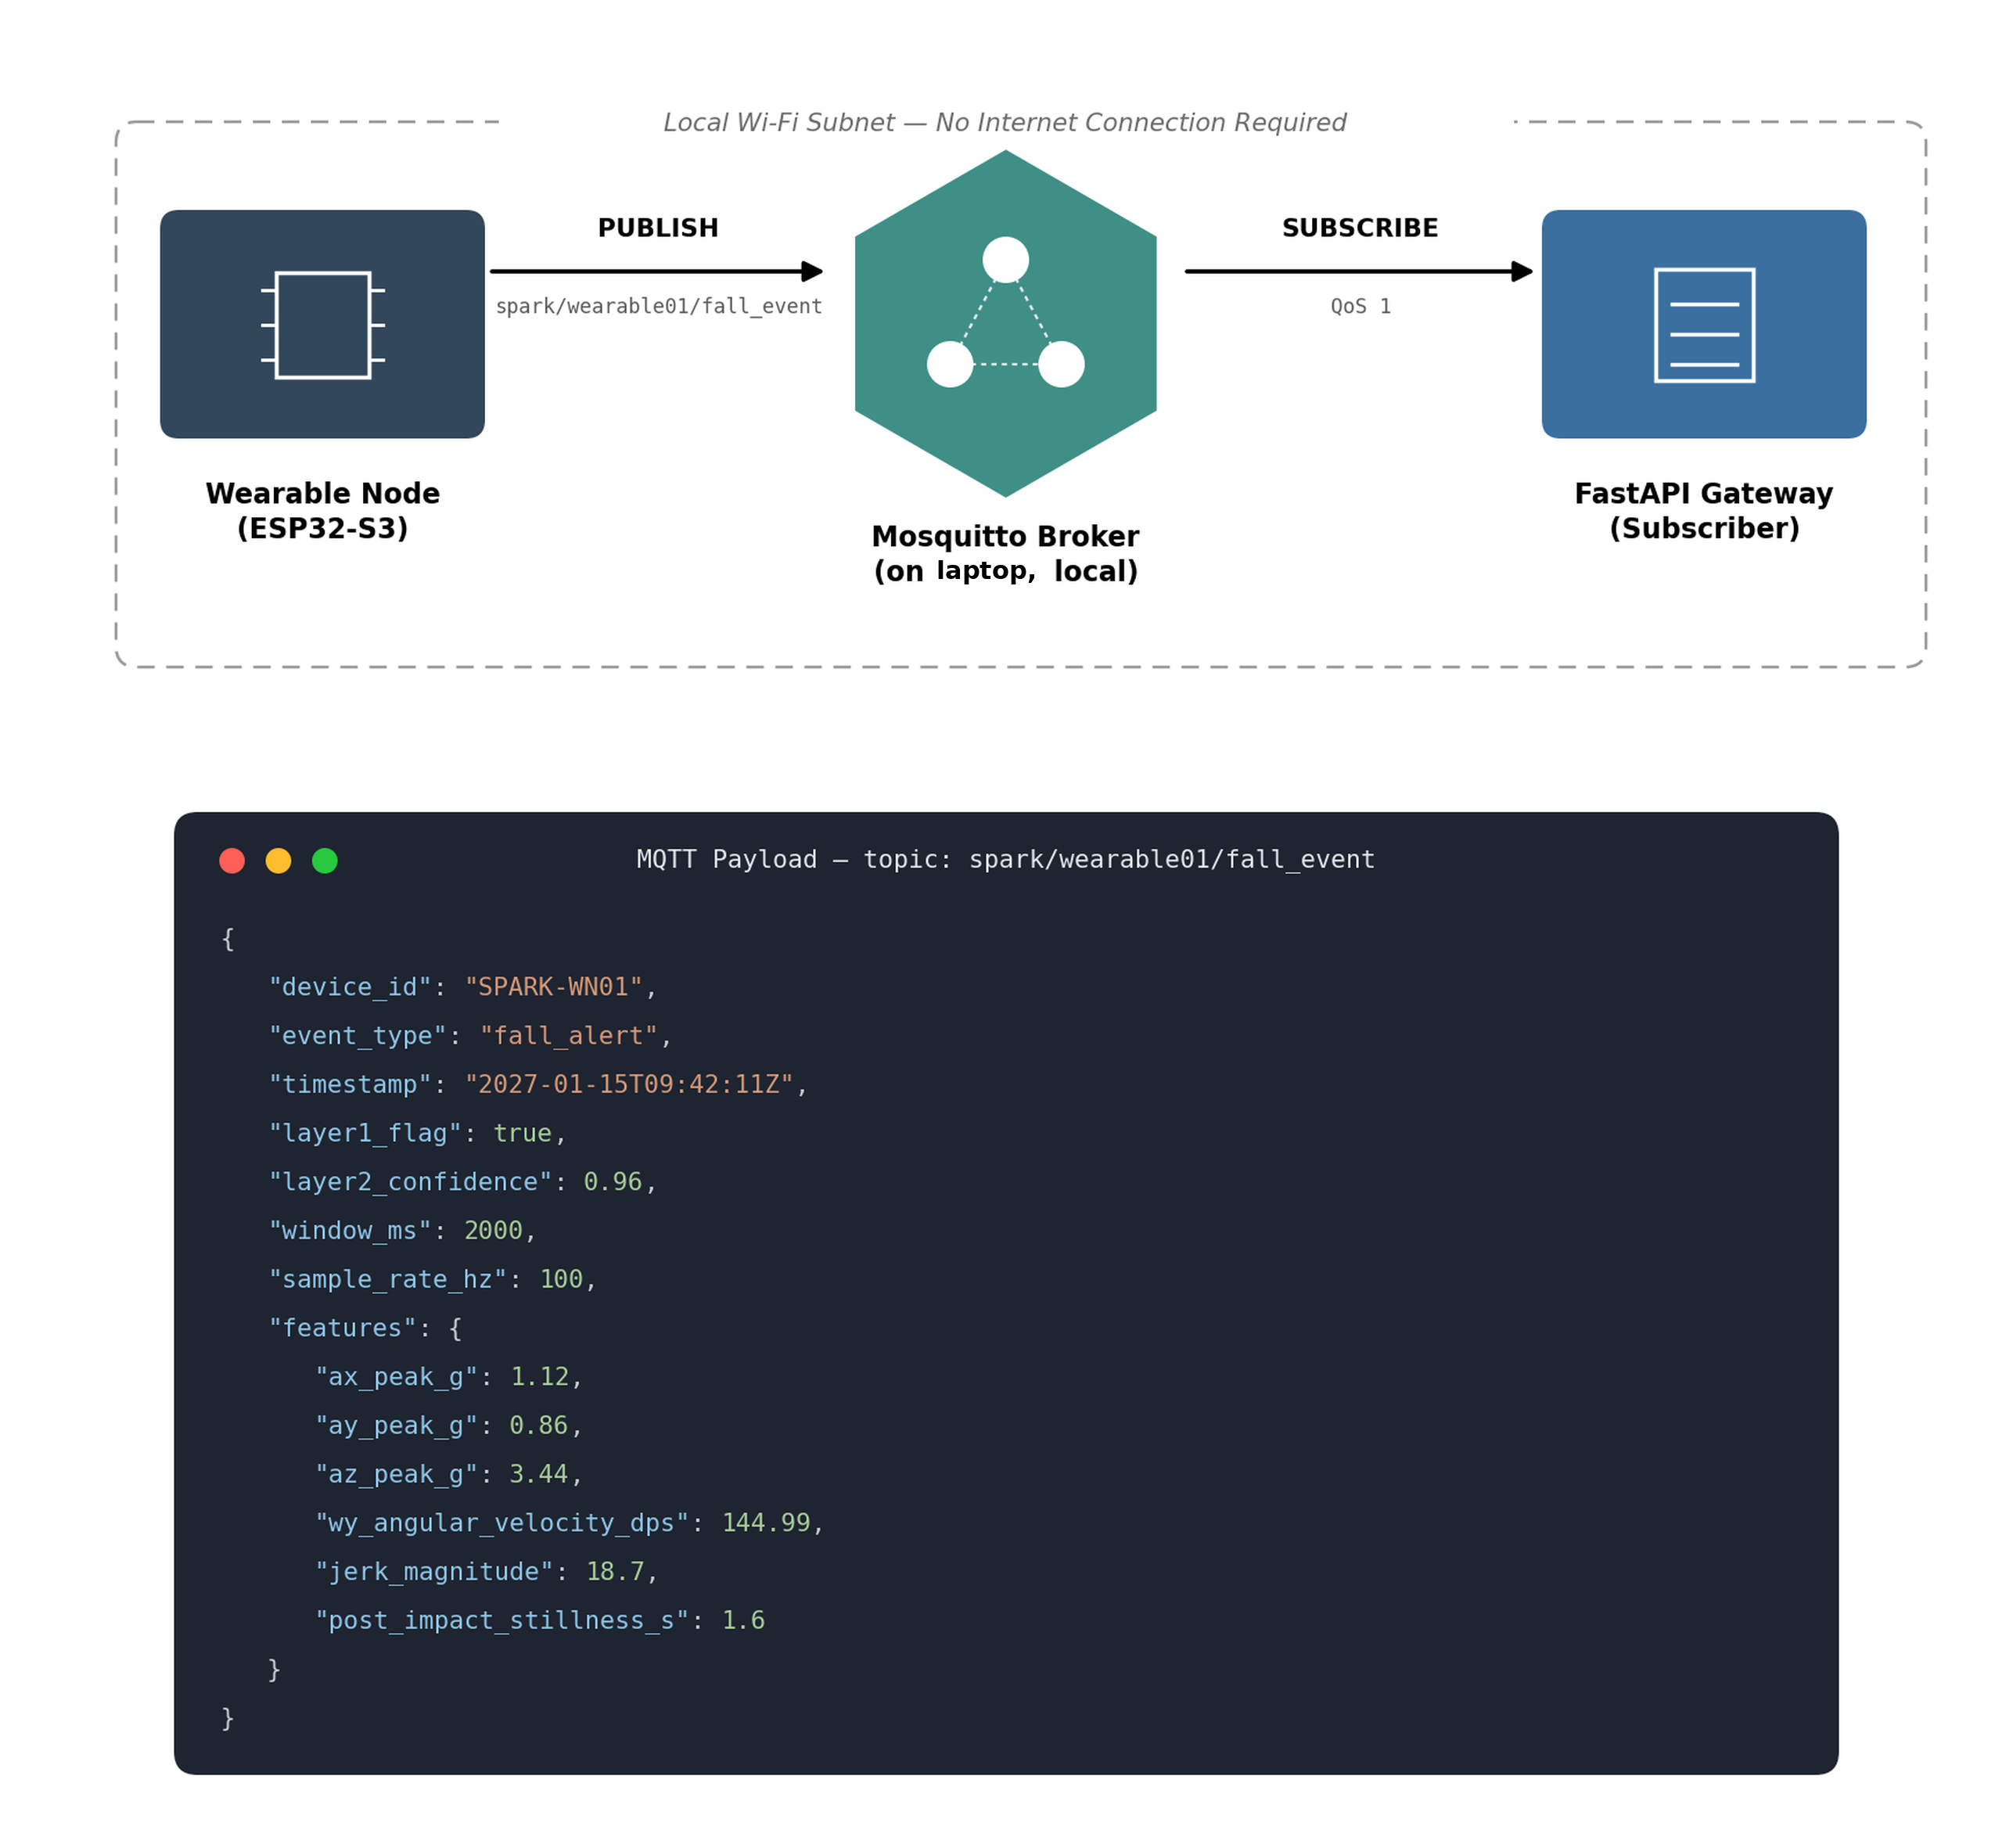 Local Wi-Fi Subnet — No Internet Connection Required
PUBLISH
spark/wearable01/fall_event
SUBSCRIBE
QoS 1
Wearable Node
(ESP32-S3)
Mosquitto Broker
(on laptop, local)
FastAPI Gateway
(Subscriber)
MQTT Payload — topic: spark/wearable01/fall_event
{
"device_id": "SPARK-WN01",
"event_type": "fall_alert",
"timestamp": "2027-01-15T09:42:11Z",
"layer1_flag": true,
"layer2_confidence": 0.96,
"window_ms": 2000,
"sample_rate_hz": 100,
"features": {
"ax_peak_g": 1.12,
"ay_peak_g": 0.86,
"az_peak_g": 3.44,
"wy_angular_velocity_dps": 144.99,
"jerk_magnitude": 18.7,
"post_impact_stillness_s": 1.6
}
}